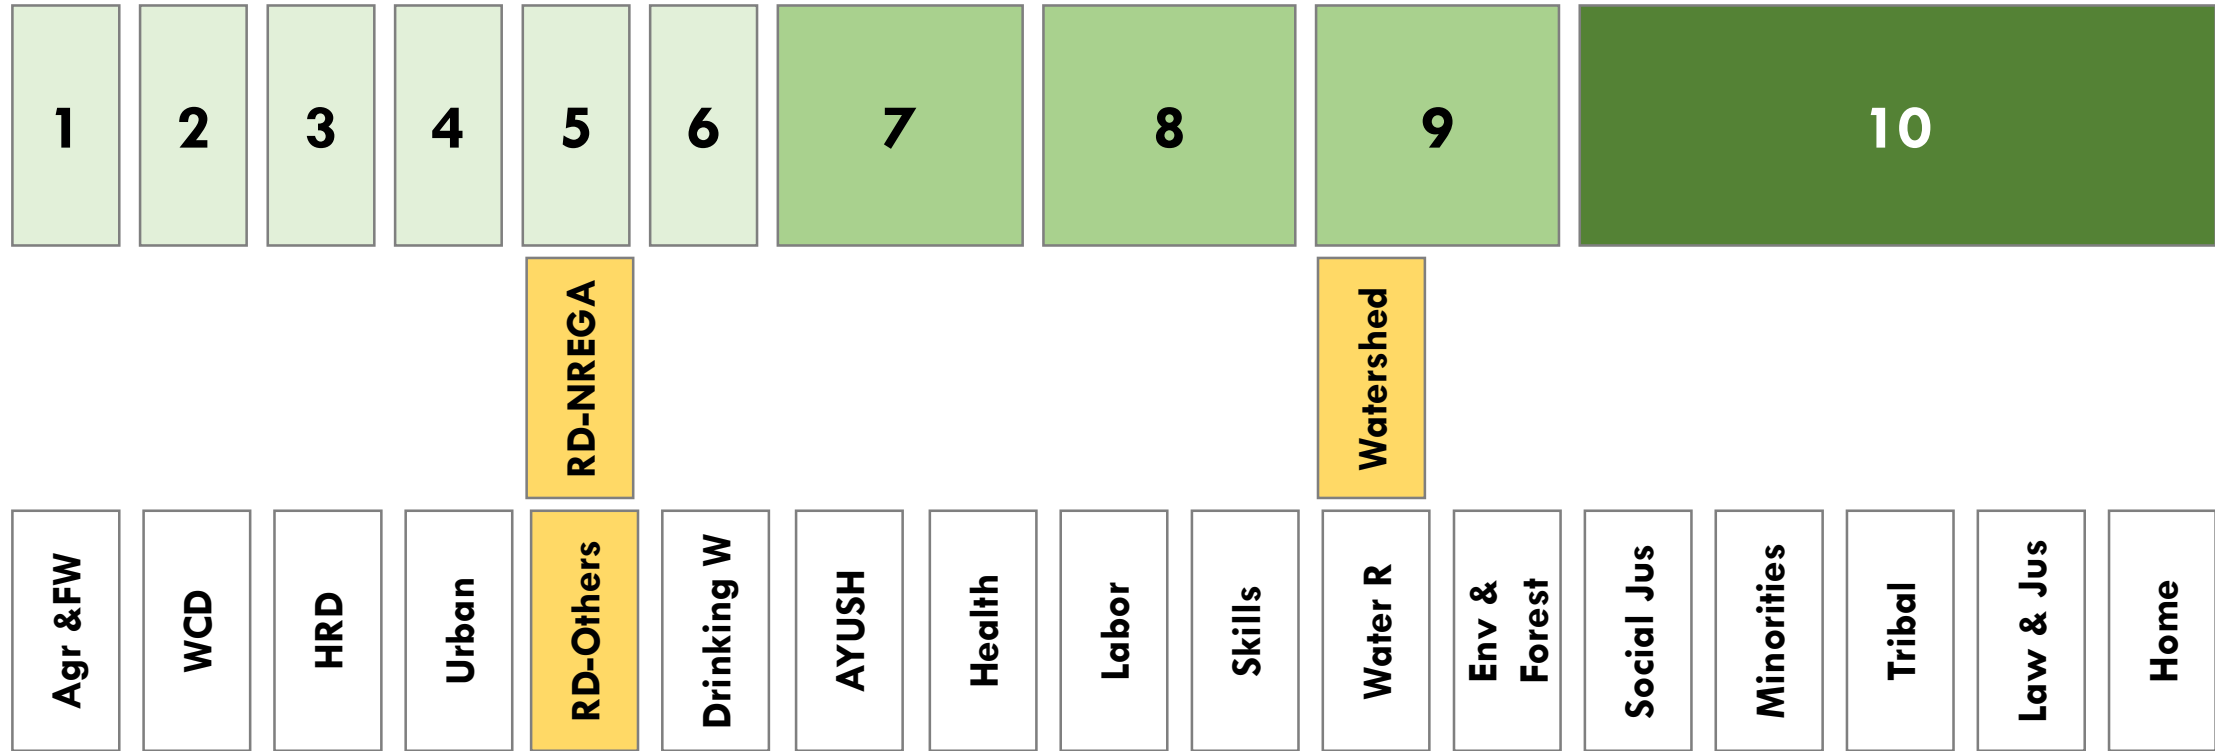 1
2
3
4
5
6
7
8
9
10
RD-NREGA
Watershed
Agr &FW
WCD
HRD
Urban
RD-Others
Drinking W
AYUSH
Health
Labor
Skills
Water R
Env &
Forest
Social Jus
Minorities
Tribal
Law & Jus
Home